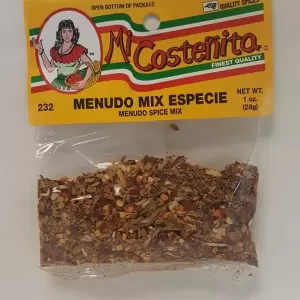 OPEN BOTTOM OF PACKAGE
QUALITY SPICES
Mi Costeñita
TM
FINEST QUALITY
232
MENUDO MIX ESPECIE
MENUDO SPICE MIX
NET WT.
1 oz.
(28g)